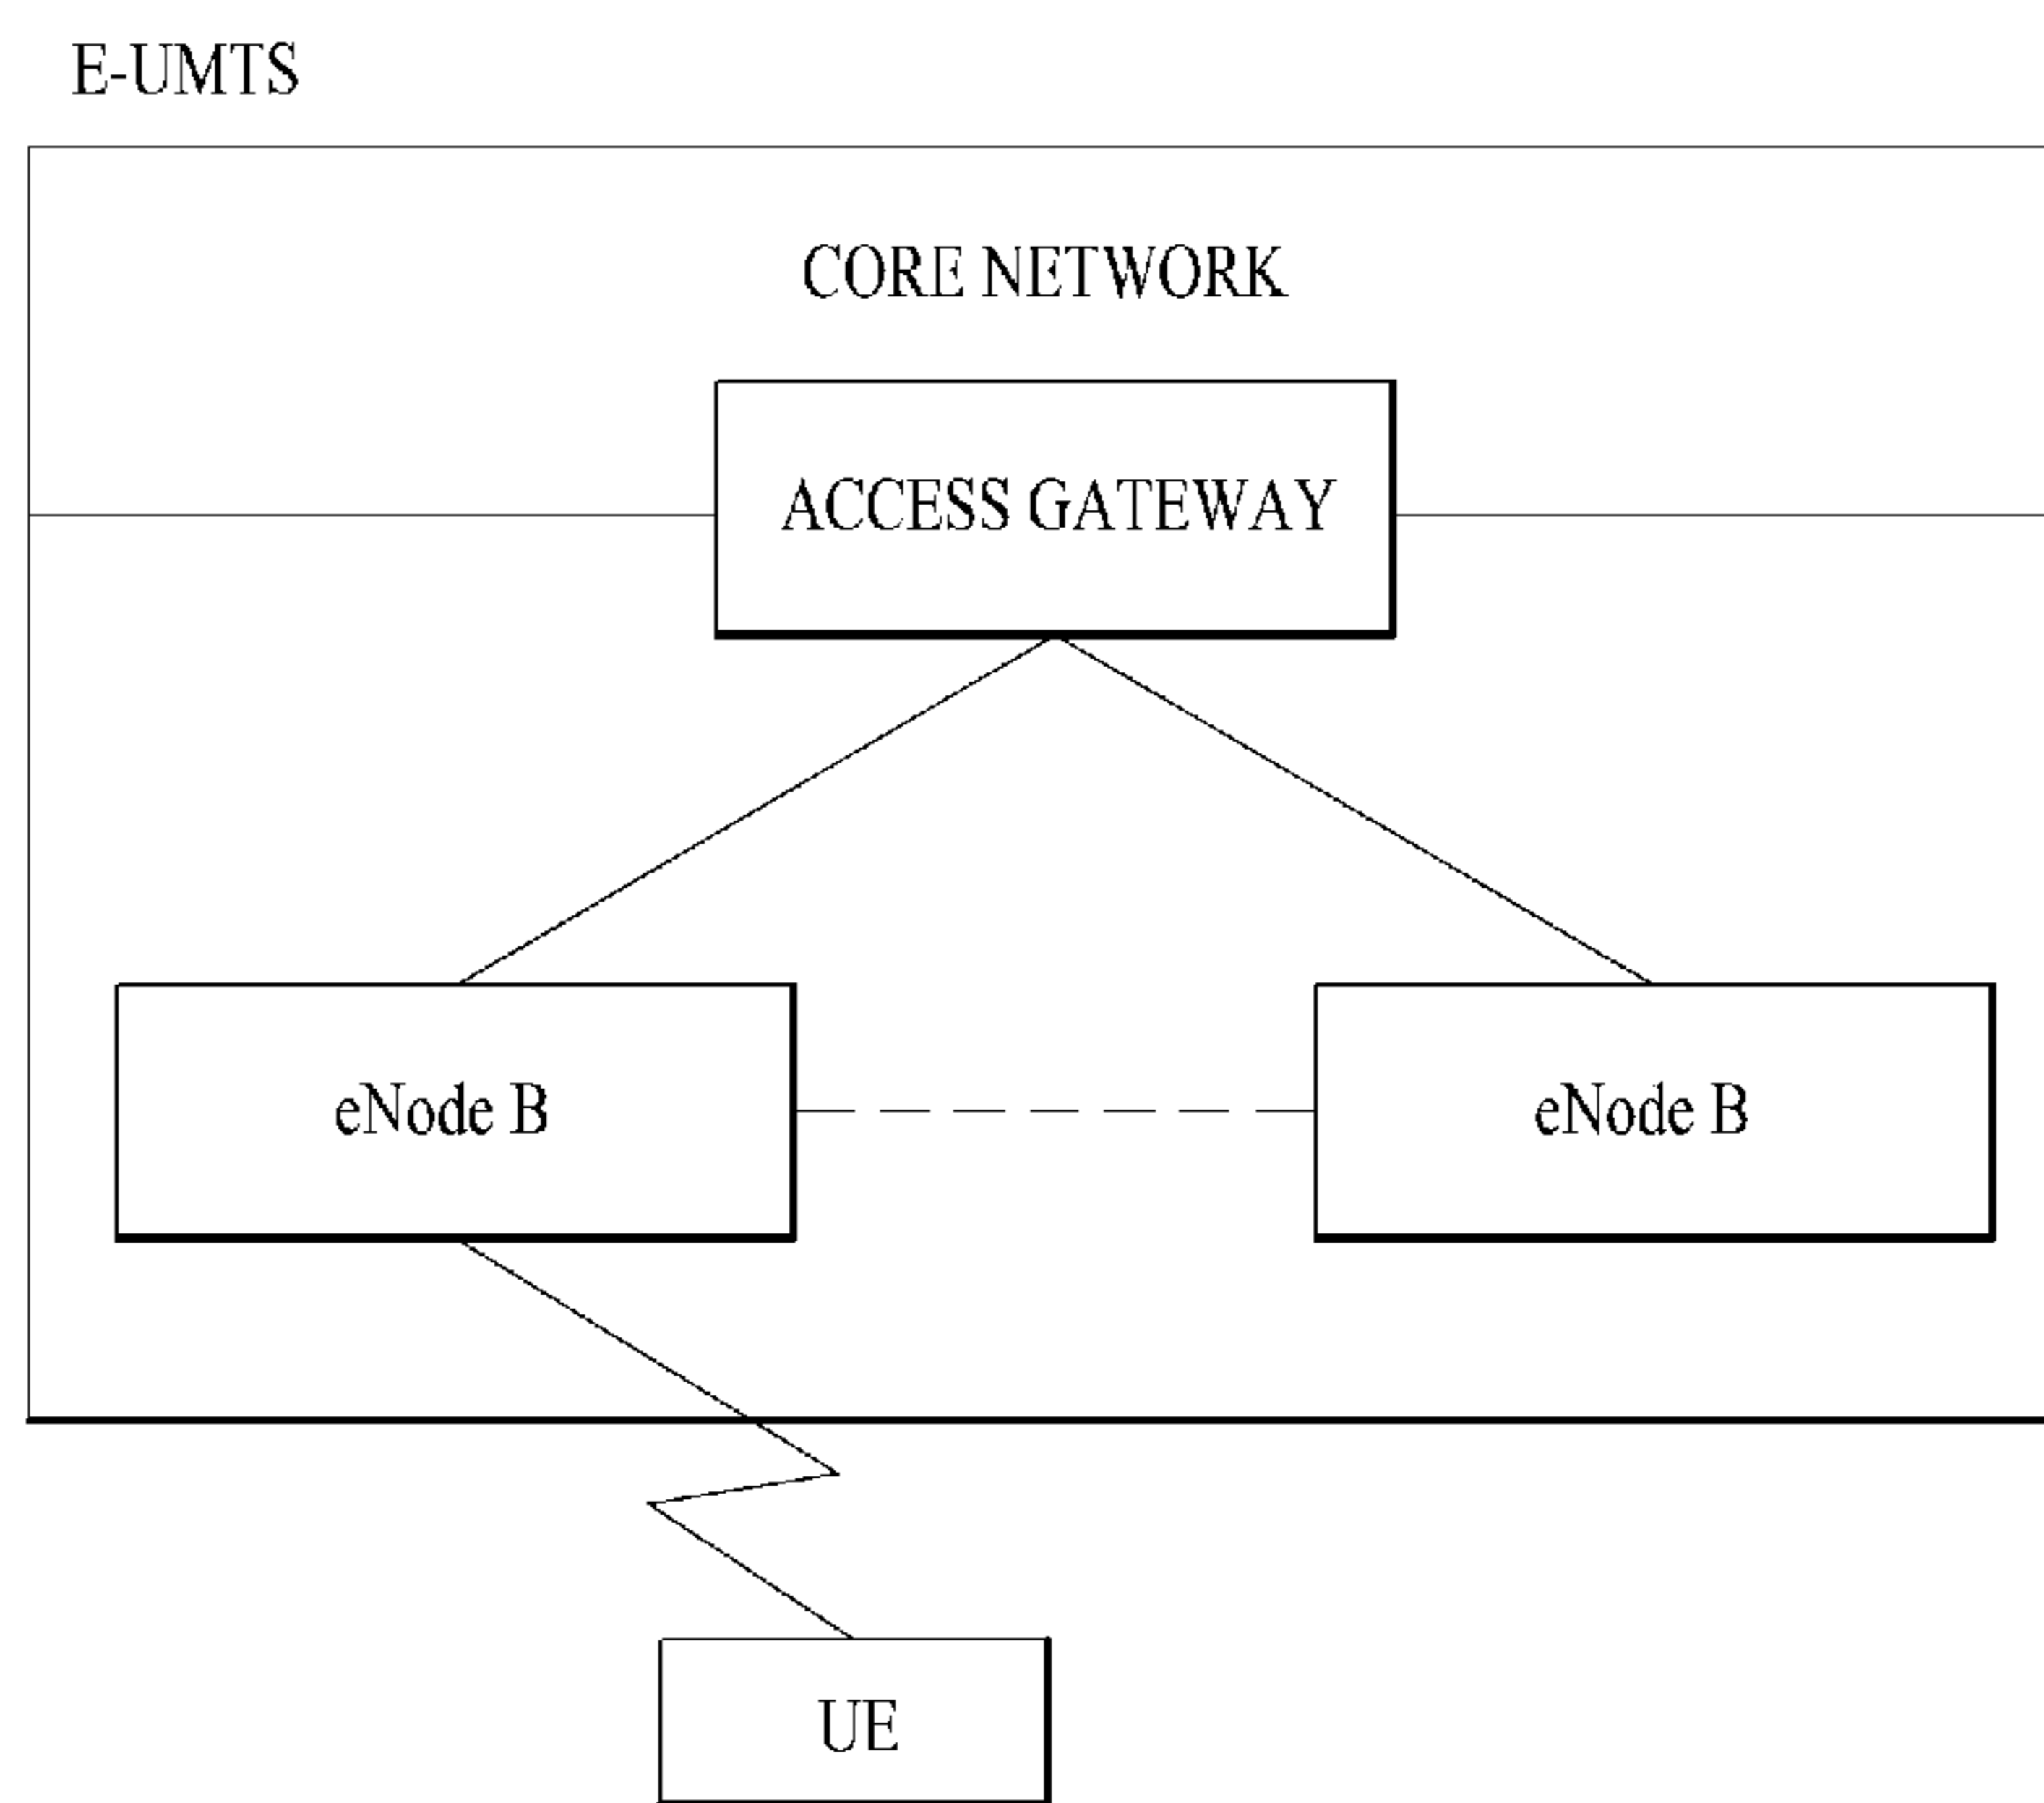 E-UMTS
CORE NETWORK
ACCESS GATEWAY
eNode B
eNode B
UE